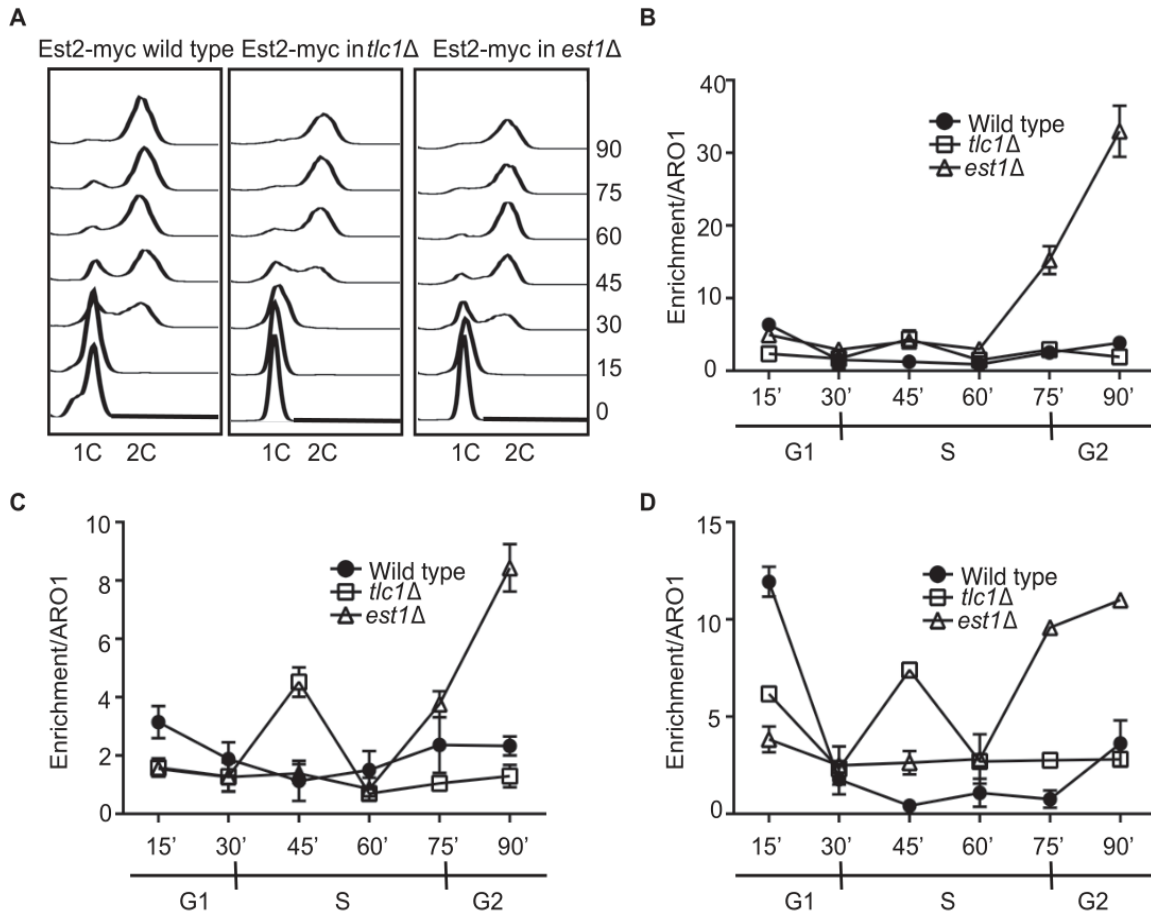 A
Est2-myc wild type Est2-myc in tlc1Δ Est2-myc in est1Δ
90
75
60
45
30
15
0
1C 2C 1C 2C 1C 2C
B
Enrichment/ARO1
40
30
20
10
0
Wild type
tlc1Δ
est1Δ
15' 30' 45' 60' 75' 90'
G1 S G2
C
Enrichment/ARO1
10
8
6
4
2
0
Wild type
tlc1Δ
est1Δ
15' 30' 45' 60' 75' 90'
G1 S G2
D
Enrichment/ARO1
15
10
5
0
Wild type
tlc1Δ
est1Δ
15' 30' 45' 60' 75' 90'
G1 S G2